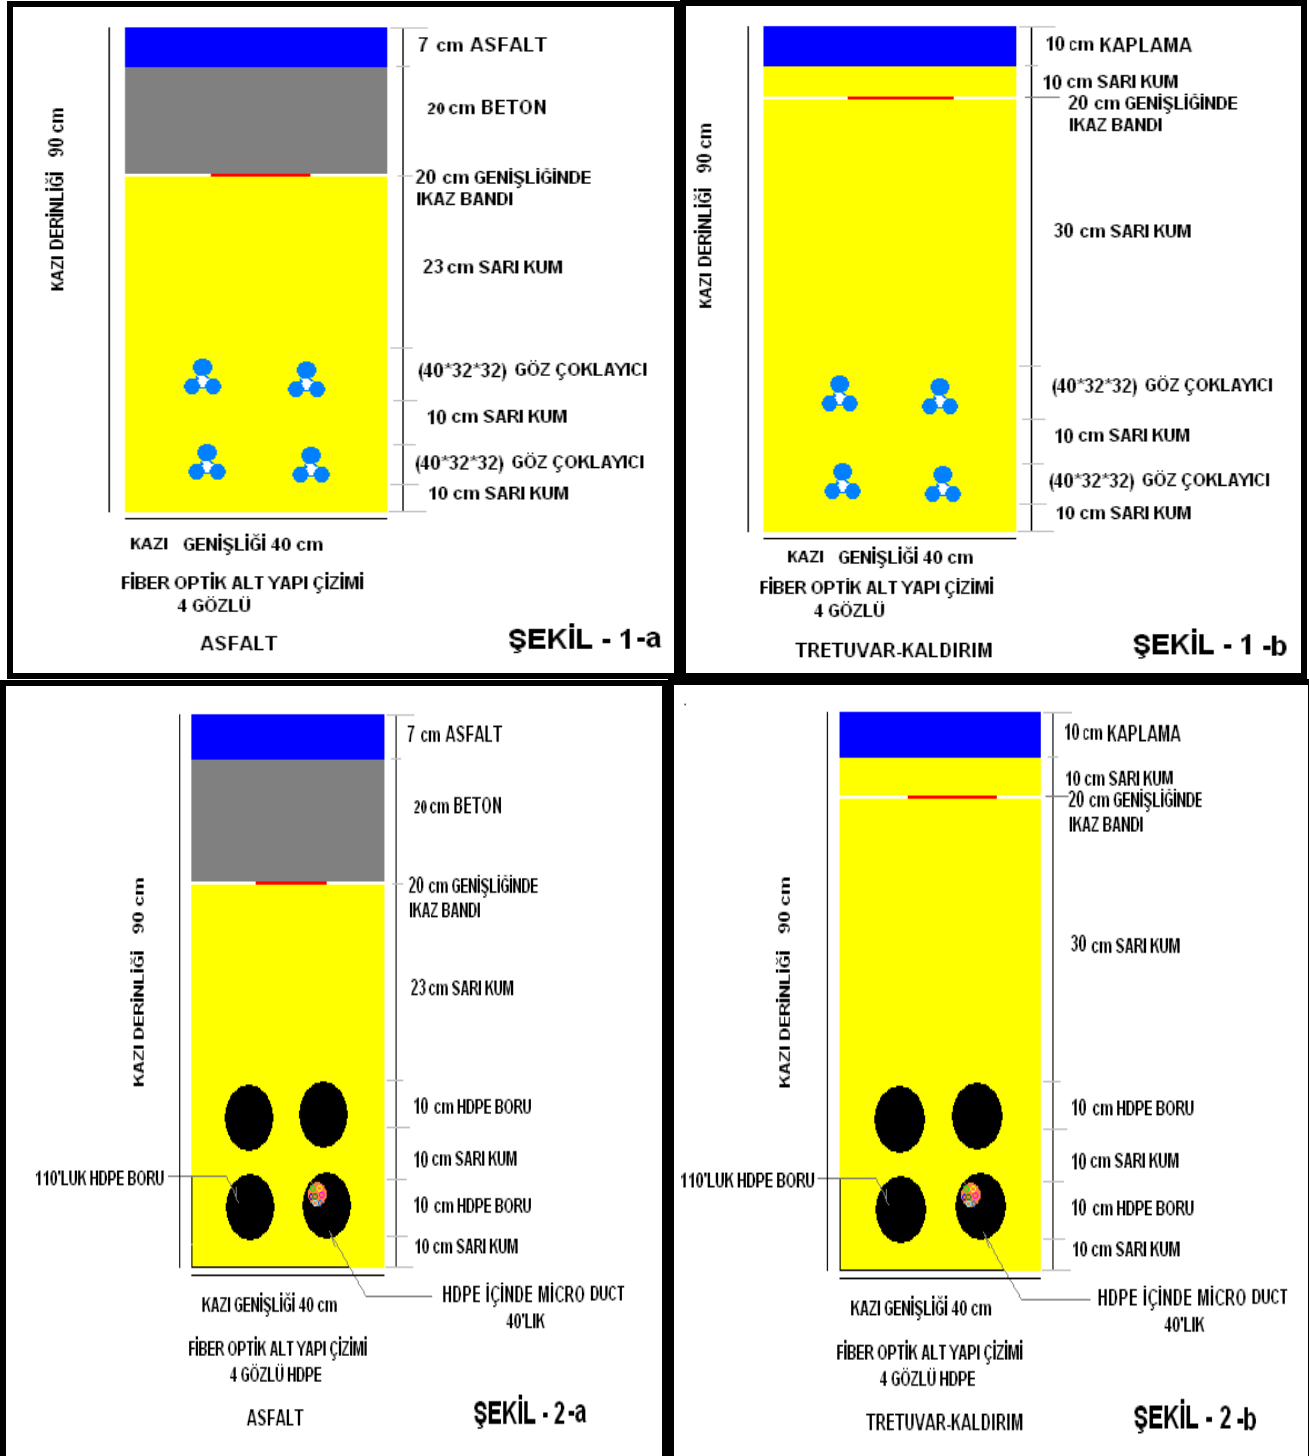 7 cm ASFALT
20 cm BETON
20 cm GENİŞLİĞİNDE
IKAZ BANDI
23 cm SARI KUM
(40*32*32) GÖZ ÇOKLAYICI
10 cm SARI KUM
(40*32*32) GÖZ ÇOKLAYICI
10 cm SARI KUM
KAZI DERİNLİĞİ 90 cm
KAZI GENİŞLİĞİ 40 cm
FİBER OPTİK ALT YAPI ÇİZİMİ
4 GÖZLÜ
ASFALT
ŞEKİL - 1-a
10 cm KAPLAMA
10 cm SARI KUM
20 cm GENİŞLİĞİNDE
IKAZ BANDI
30 cm SARI KUM
(40*32*32) GÖZ ÇOKLAYICI
10 cm SARI KUM
(40*32*32) GÖZ ÇOKLAYICI
10 cm SARI KUM
KAZI DERİNLİĞİ 90 cm
KAZI GENİŞLİĞİ 40 cm
FİBER OPTİK ALT YAPI ÇİZİMİ
4 GÖZLÜ
TRETUVAR-KALDIRIM
ŞEKİL - 1 -b
7 cm ASFALT
20 cm BETON
20 cm GENİŞLİĞİNDE
IKAZ BANDI
23 cm SARI KUM
10 cm HDPE BORU
10 cm SARI KUM
10 cm HDPE BORU
10 cm SARI KUM
KAZI DERİNLİĞİ 90 cm
110'LUK HDPE BORU
HDPE İÇİNDE MİCRO DUCT
40'LIK
KAZI GENİŞLİĞİ 40 cm
FİBER OPTİK ALT YAPI ÇİZİMİ
4 GÖZLÜ HDPE
ASFALT
ŞEKİL - 2-a
10 cm KAPLAMA
10 cm SARI KUM
20 cm GENİŞLİĞİNDE
IKAZ BANDI
30 cm SARI KUM
10 cm HDPE BORU
10 cm SARI KUM
10 cm HDPE BORU
10 cm SARI KUM
KAZI DERİNLİĞİ 90 cm
110'LUK HDPE BORU
HDPE İÇİNDE MİCRO DUCT
40'LIK
KAZI GENİŞLİĞİ 40 cm
FİBER OPTİK ALT YAPI ÇİZİMİ
4 GÖZLÜ HDPE
TRETUVAR-KALDIRIM
ŞEKİL - 2 -b